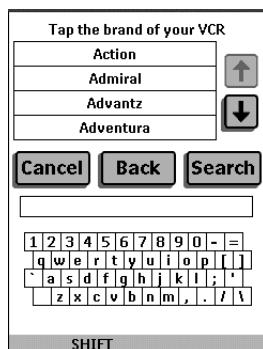 Tap the brand of your VCR
Action
Admiral
Advantz
Adventura
Cancel Back Search
1 2 3 4 5 6 7 8 9 0 - =
q w e r t y u i o p [ ]
` a s d f g h j k l ; '
z x c v b n m , . / \
SHIFT